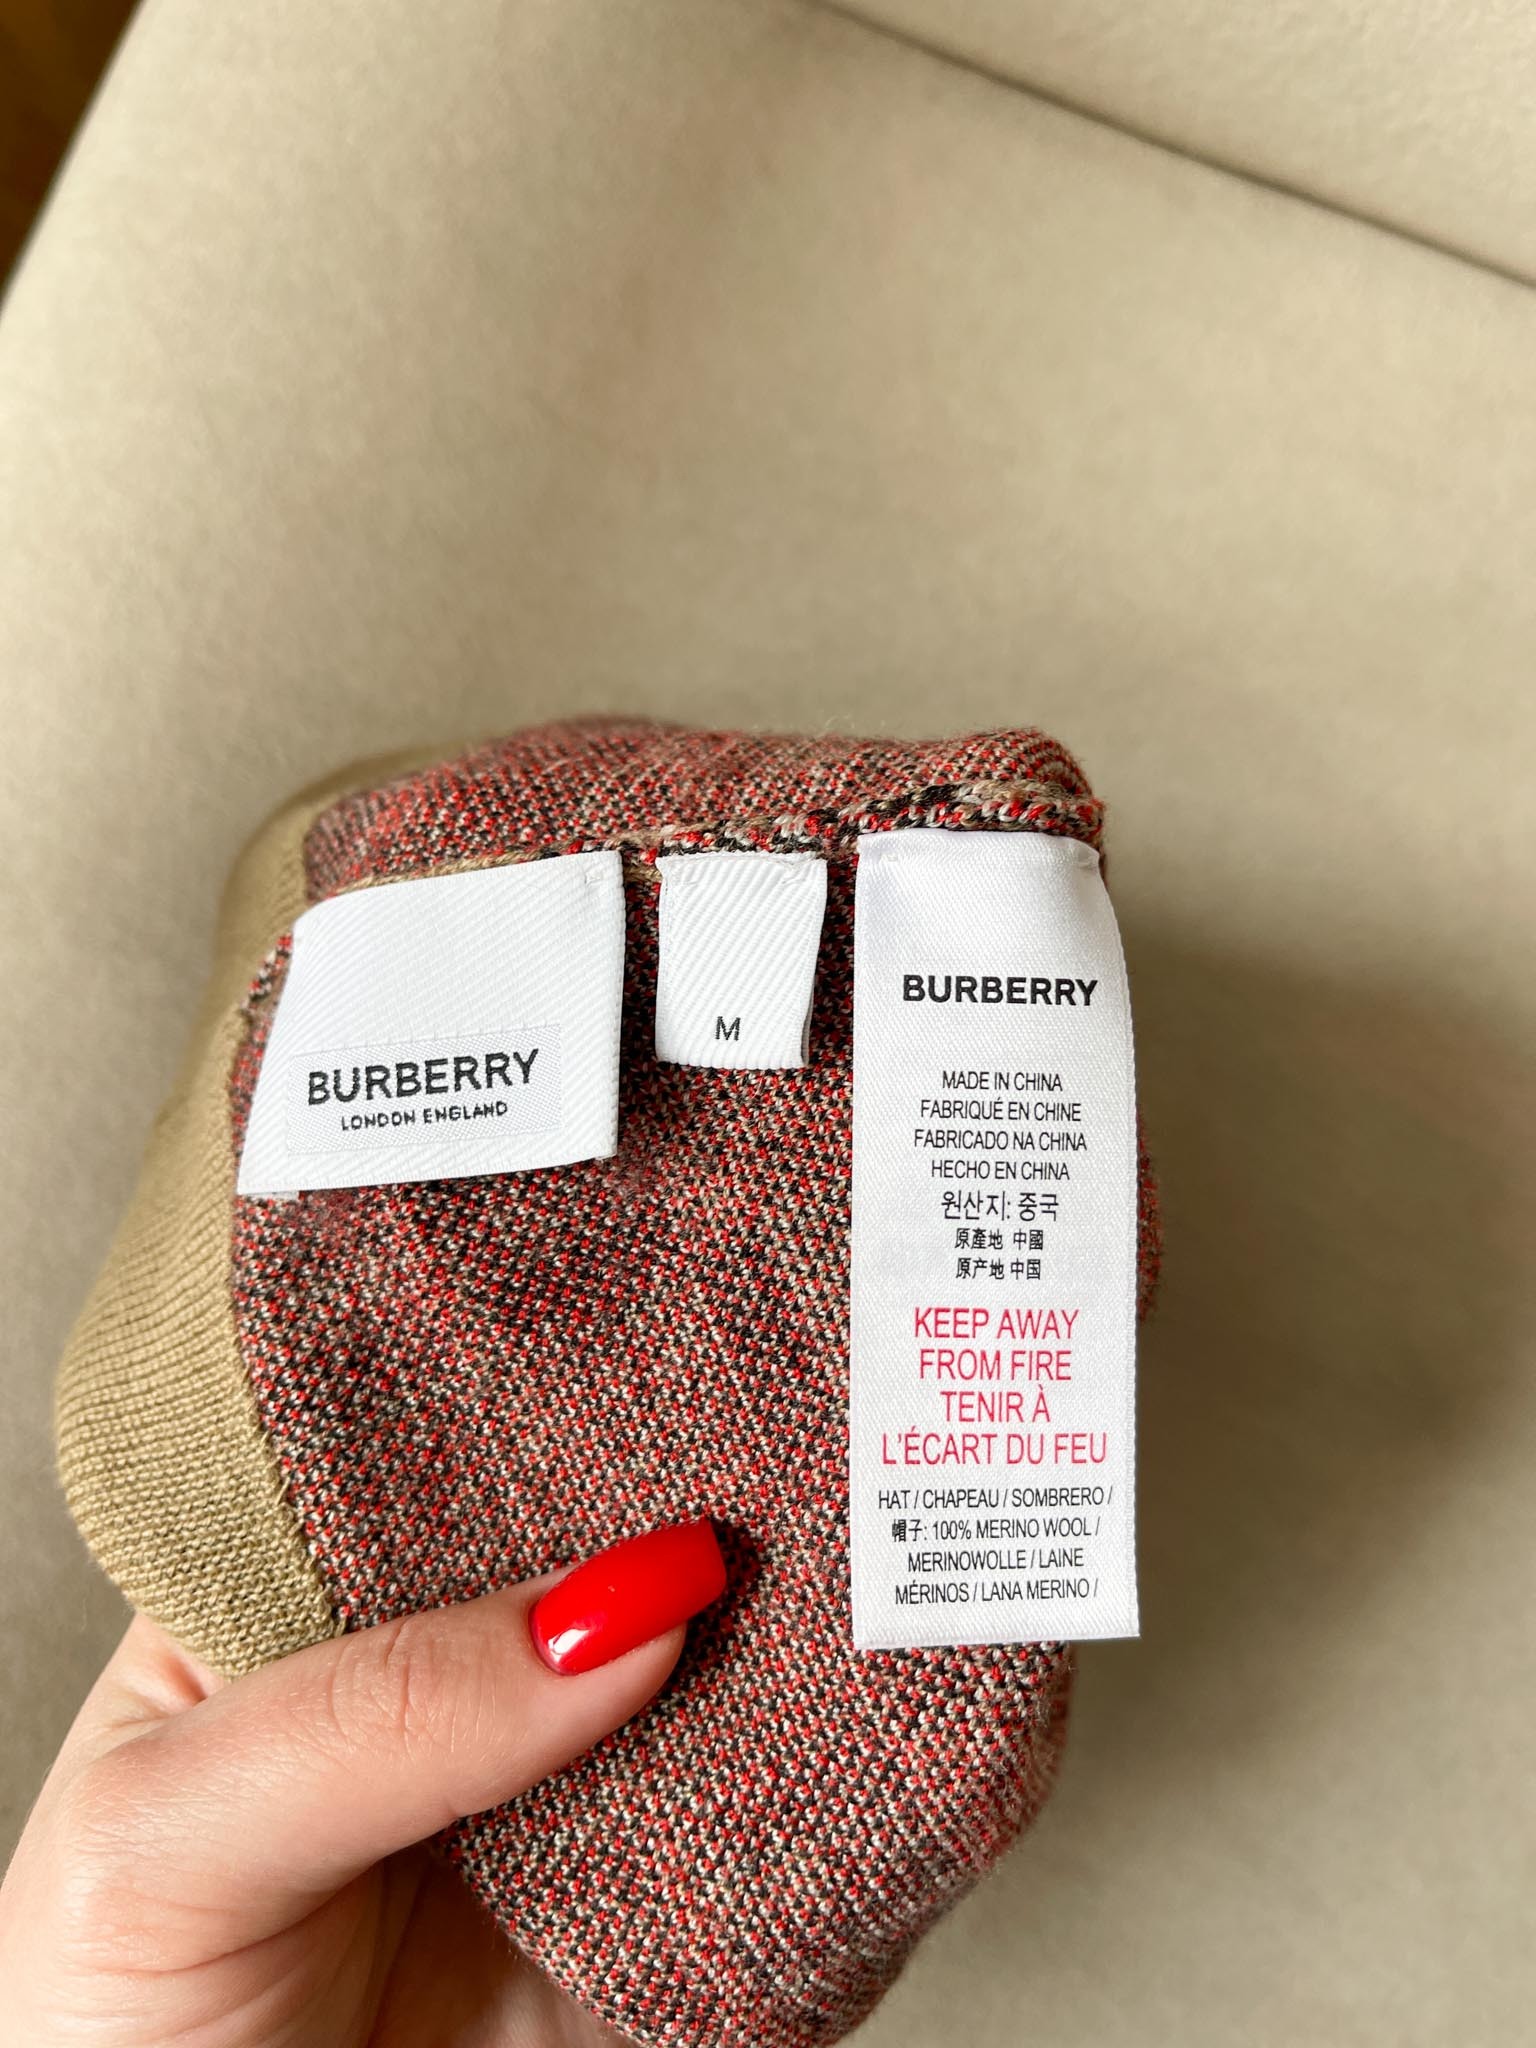 BURBERRY
LONDON ENGLAND
M
BURBERRY
MADE IN CHINA
FABRIQUÉ EN CHINE
FABRICADO NA CHINA
HECHO EN CHINA
원산지: 중국
原產地 中國
原产地 中国
KEEP AWAY
FROM FIRE
TENIR À
L'ÉCART DU FEU
HAT / CHAPEAU / SOMBRERO /
帽子: 100% MERINO WOOL /
MERINOWOLLE / LAINE
MÉRINOS / LANA MERINO /